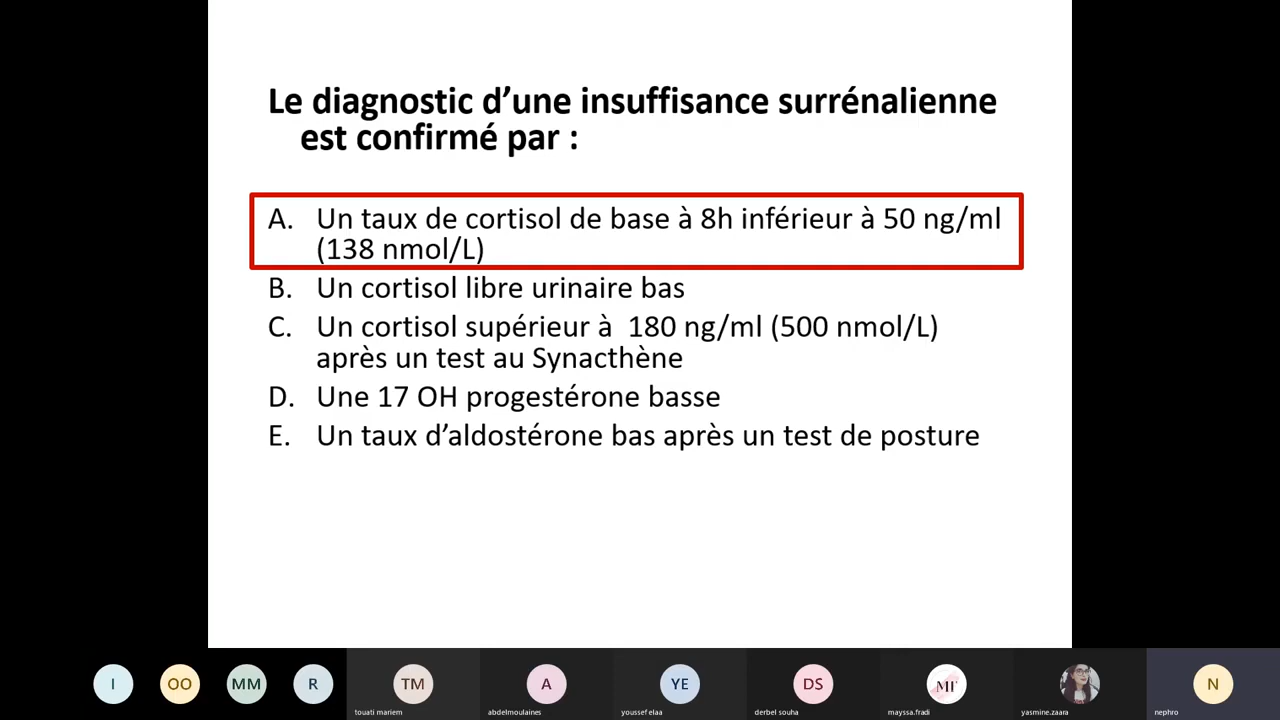 Le diagnostic d’une insuffisance surrénalienne
est confirmé par :
A. Un taux de cortisol de base à 8h inférieur à 50 ng/ml
(138 nmol/L)
B. Un cortisol libre urinaire bas
C. Un cortisol supérieur à 180 ng/ml (500 nmol/L)
après un test au Synacthène
D. Une 17 OH progestérone basse
E. Un taux d’aldostérone bas après un test de posture
I OO MM R TM A YE DS MF N
touati mariem abdelmoulaines youssef elaa derbel souha mayssa.fradi yasmine.zaara nephro